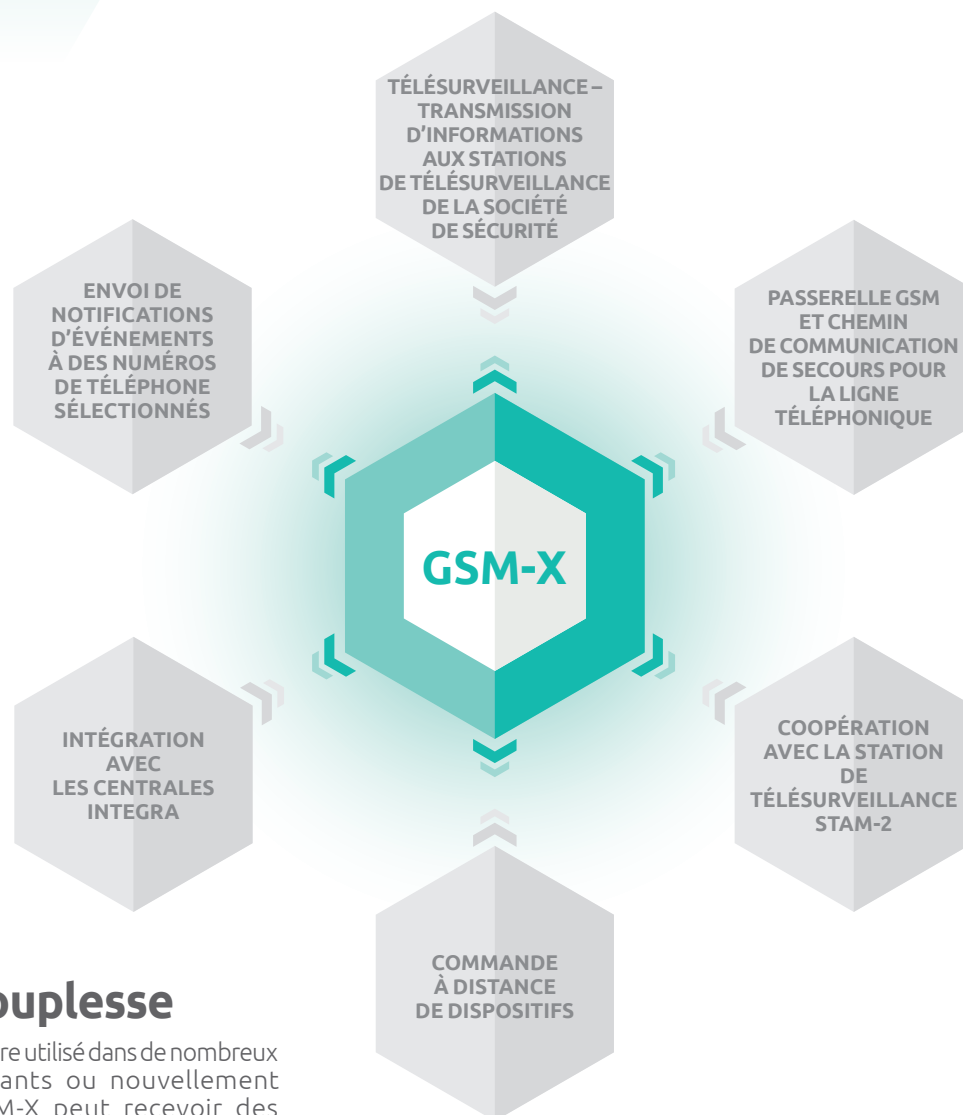 TÉLÉSURVEILLANCE –
TRANSMISSION
D'INFORMATIONS
AUX STATIONS
DE TÉLÉSURVEILLANCE
DE LA SOCIÉTÉ
DE SÉCURITÉ
ENVOI DE
NOTIFICATIONS
D'ÉVÉNEMENTS
À DES NUMÉROS
DE TÉLÉPHONE
SÉLECTIONNÉS
PASSERELLE GSM
ET CHEMIN
DE COMMUNICATION
DE SECOURS POUR
LA LIGNE
TÉLÉPHONIQUE
GSM-X
INTÉGRATION
AVEC
LES CENTRALES
INTEGRA
COOPÉRATION
AVEC LA STATION
DE
TÉLÉSURVEILLANCE
STAM-2
COMMANDE
À DISTANCE
DE DISPOSITIFS
ouplesse
re utilisé dans de nombreux
ants ou nouvellement
M-X peut recevoir des